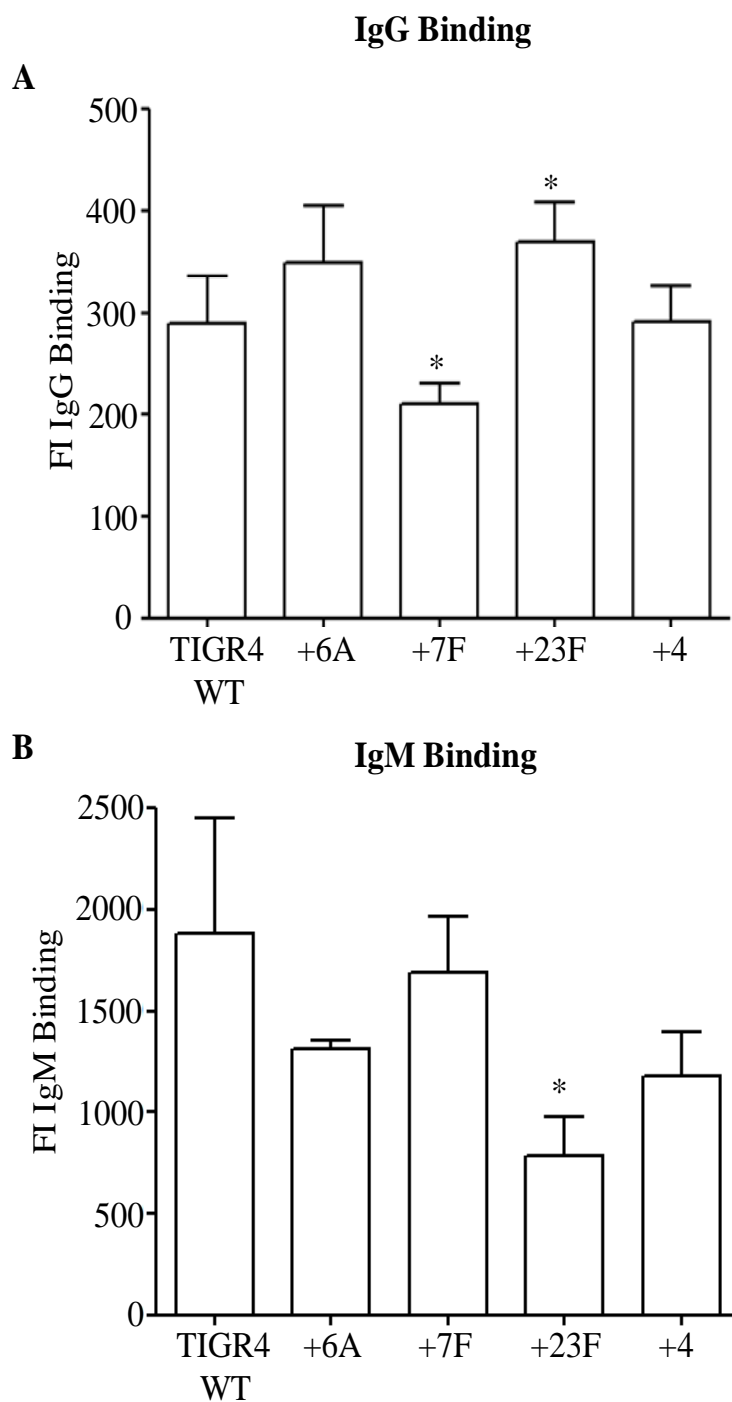 IgG Binding
A
500
400
300
200
100
0
FI IgG Binding
*
*
TIGR4 WT
+6A
+7F
+23F
+4
B
IgM Binding
2500
2000
1500
1000
500
0
FI IgM Binding
*
TIGR4 WT
+6A
+7F
+23F
+4